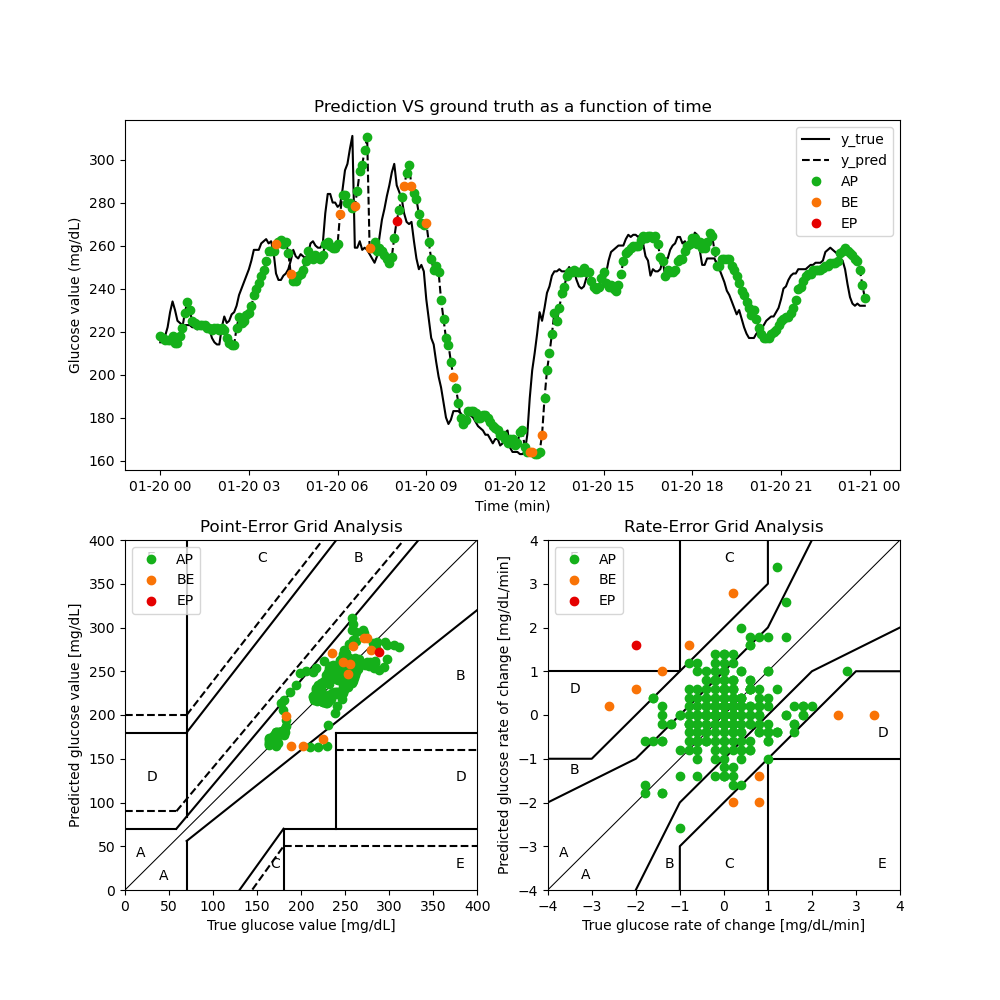 Prediction VS ground truth as a function of time
Glucose value (mg/dL)
300
280
260
240
220
200
180
160
y_true
y_pred
AP
BE
EP
01-20 00 01-20 03 01-20 06 01-20 09 01-20 12 01-20 15 01-20 18 01-20 21 01-21 00
Time (min)
Point-Error Grid Analysis
Predicted glucose value [mg/dL]
400
350
300
250
200
150
100
50
0
AP
BE
EP
C
B
B
D
D
A
A
C
E
0 50 100 150 200 250 300 350 400
True glucose value [mg/dL]
Rate-Error Grid Analysis
Predicted glucose rate of change [mg/dL/min]
4
3
2
1
0
−1
−2
−3
−4
AP
BE
EP
C
D
D
B
A
A
B
C
E
−4 −3 −2 −1 0 1 2 3 4
True glucose rate of change [mg/dL/min]